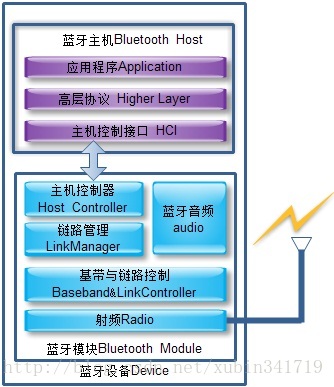 蓝牙主机Bluetooth Host
应用程序Application
高层协议 Higher Layer
主机控制接口 HCI
主机控制器
Host Controller
链路管理
LinkManager
蓝牙音频
audio
基带与链路控制
Baseband&LinkController
射频Radio
蓝牙模块Bluetooth Module
蓝牙设备Device